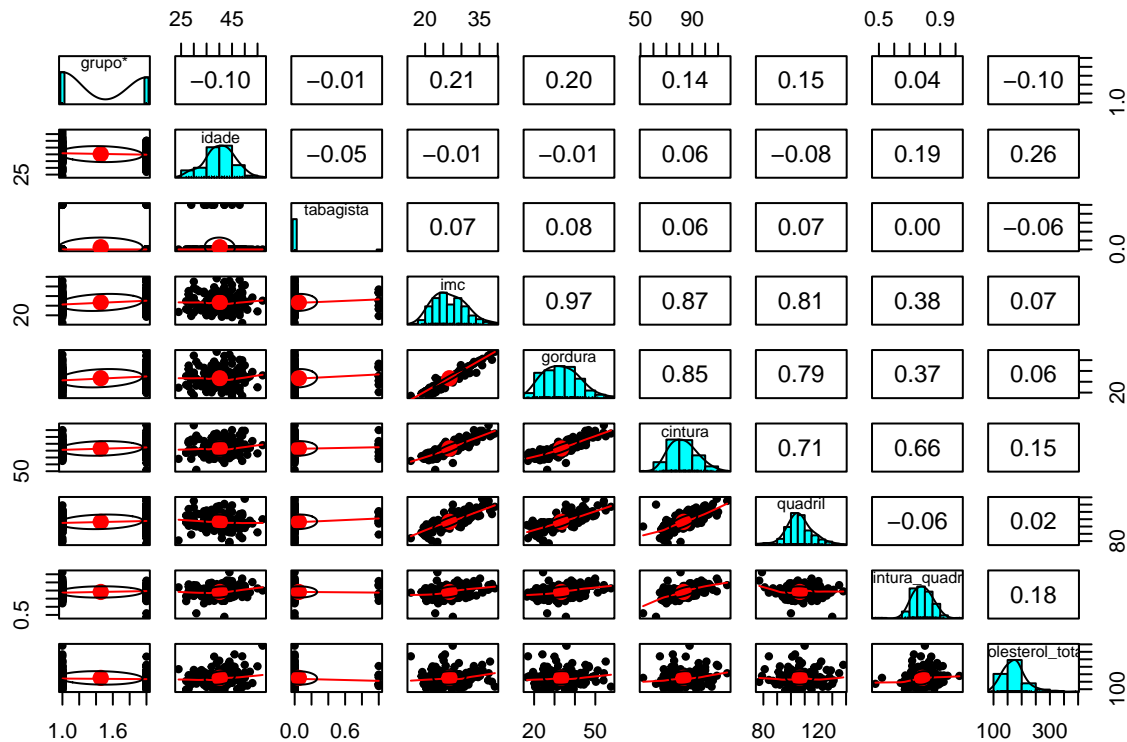 25 45 20 35 50 90 0.5 0.9
grupo* −0.10 −0.01 0.21 0.20 0.14 0.15 0.04 −0.10 1.0
25 idade −0.05 −0.01 −0.01 0.06 −0.08 0.19 0.26
tabagista 0.07 0.08 0.06 0.07 0.00 −0.06 0.0
20 imc 0.97 0.87 0.81 0.38 0.07
gordura 0.85 0.79 0.37 0.06 20
50 cintura 0.71 0.66 0.15
quadril −0.06 0.02 80
0.5 intura_quadr 0.18
olesterol_tota 100
1.0 1.6 0.0 0.6 20 50 80 120 100 300